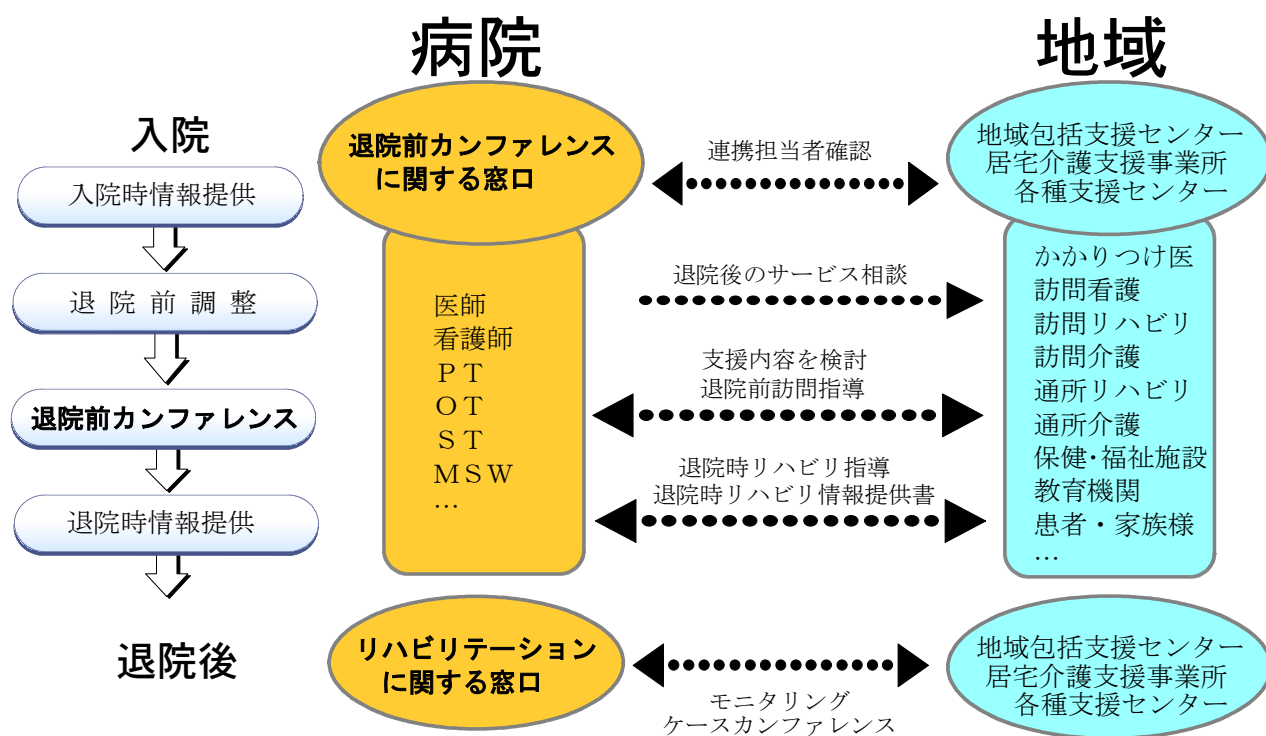 病院
地域
入院
入院時情報提供
退院前調整
退院前カンファレンス
退院時情報提供
退院後
退院前カンファレンス
に関する窓口
医師
看護師
ＰＴ
ＯＴ
ＳＴ
ＭＳＷ
…
リハビリテーション
に関する窓口
連携担当者確認
退院後のサービス相談
支援内容を検討
退院前訪問指導
退院時リハビリ指導
退院時リハビリ情報提供書
モニタリング
ケースカンファレンス
地域包括支援センター
居宅介護支援事業所
各種支援センター
かかりつけ医
訪問看護
訪問リハビリ
訪問介護
通所リハビリ
通所介護
保健・福祉施設
教育機関
患者・家族様
…
地域包括支援センター
居宅介護支援事業所
各種支援センター